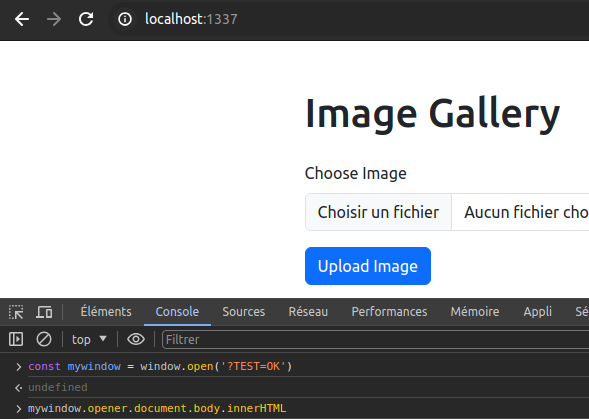 localhost:1337
Image Gallery
Choose Image
Choisir un fichier Aucun fichier cho
Upload Image
Éléments Console Sources Réseau Performances Mémoire Appli Sé
top Filtrer
> const mywindow = window.open('?TEST=OK')
undefined
> mywindow.opener.document.body.innerHTML